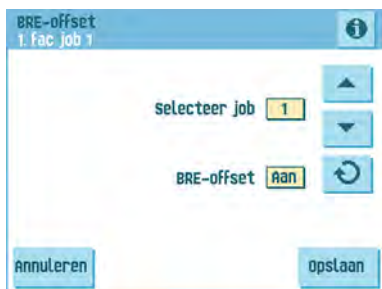 BRE-offset
1. Fac job 1
Selecteer job 1
BRE-offset Aan
Annuleren
Opslaan